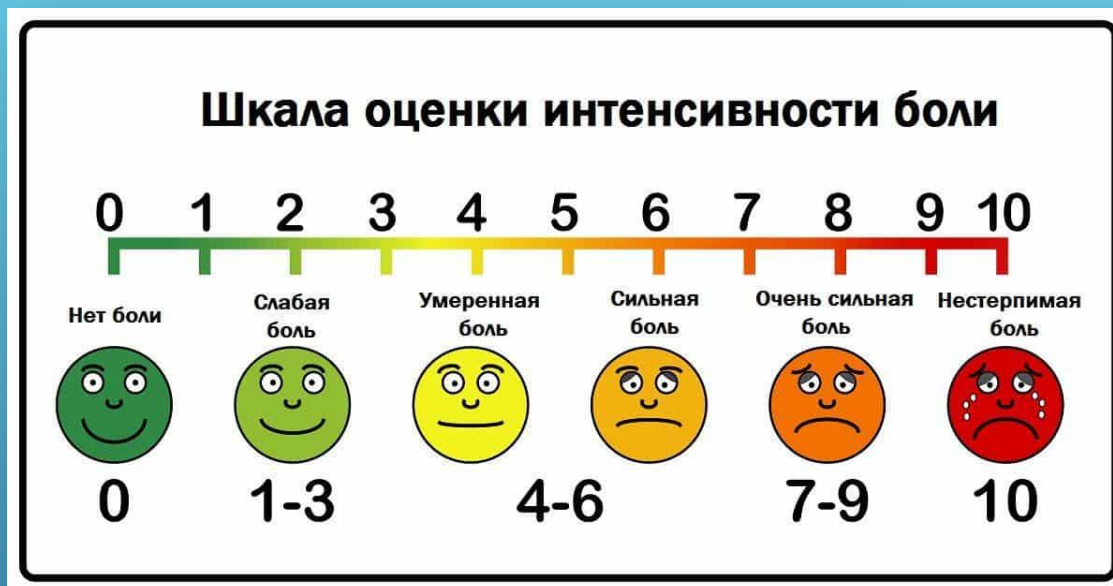 Шкала оценки интенсивности боли
0 1 2 3 4 5 6 7 8 9 10
Нет боли
Слабая
боль
Умеренная
боль
Сильная
боль
Очень сильная
боль
Нестерпимая
боль
0 1-3 4-6 7-9 10